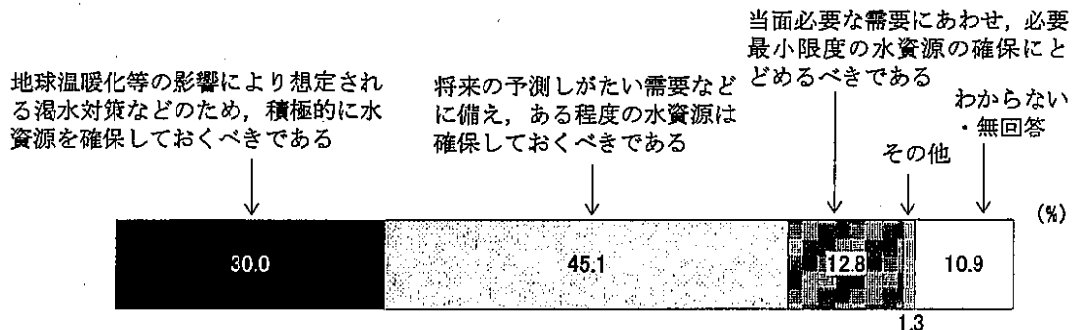 地球温暖化等の影響により想定され
る渇水対策などのため，積極的に水
資源を確保しておくべきである
将来の予測しがたい需要など
に備え，ある程度の水資源は
確保しておくべきである
当面必要な需要にあわせ，必要
最小限度の水資源の確保にと
どめるべきである
その他
わからない
・無回答
(%)
30.0
45.1
12.8
10.9
1.3